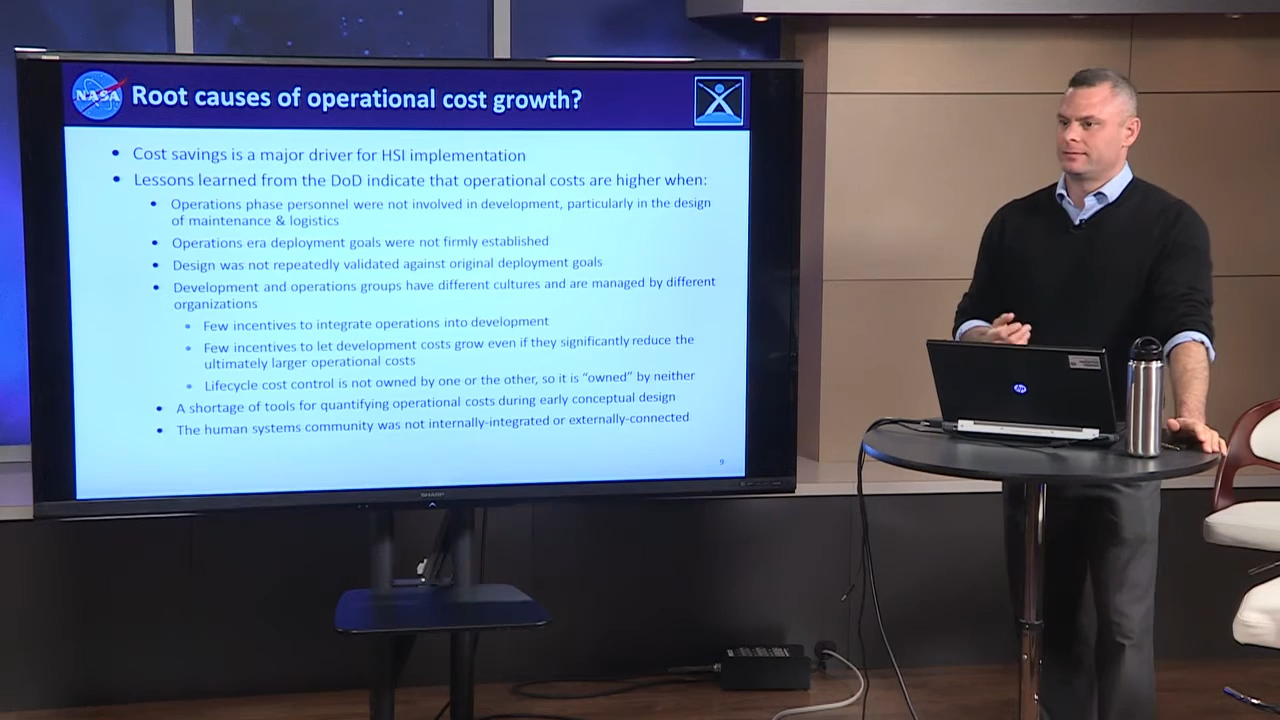 NASA
Root causes of operational cost growth?
• Cost savings is a major driver for HSI implementation
• Lessons learned from the DoD indicate that operational costs are higher when:
• Operations phase personnel were not involved in development, particularly in the design
of maintenance & logistics
• Operations era deployment goals were not firmly established
• Design was not repeatedly validated against original deployment goals
• Development and operations groups have different cultures and are managed by different
organizations
• Few incentives to integrate operations into development
• Few incentives to let development costs grow even if they significantly reduce the
ultimately larger operational costs
• Lifecycle cost control is not owned by one or the other, so it is “owned” by neither
• A shortage of tools for quantifying operational costs during early conceptual design
• The human systems community was not internally-integrated or externally-connected
9
SHARP
hp